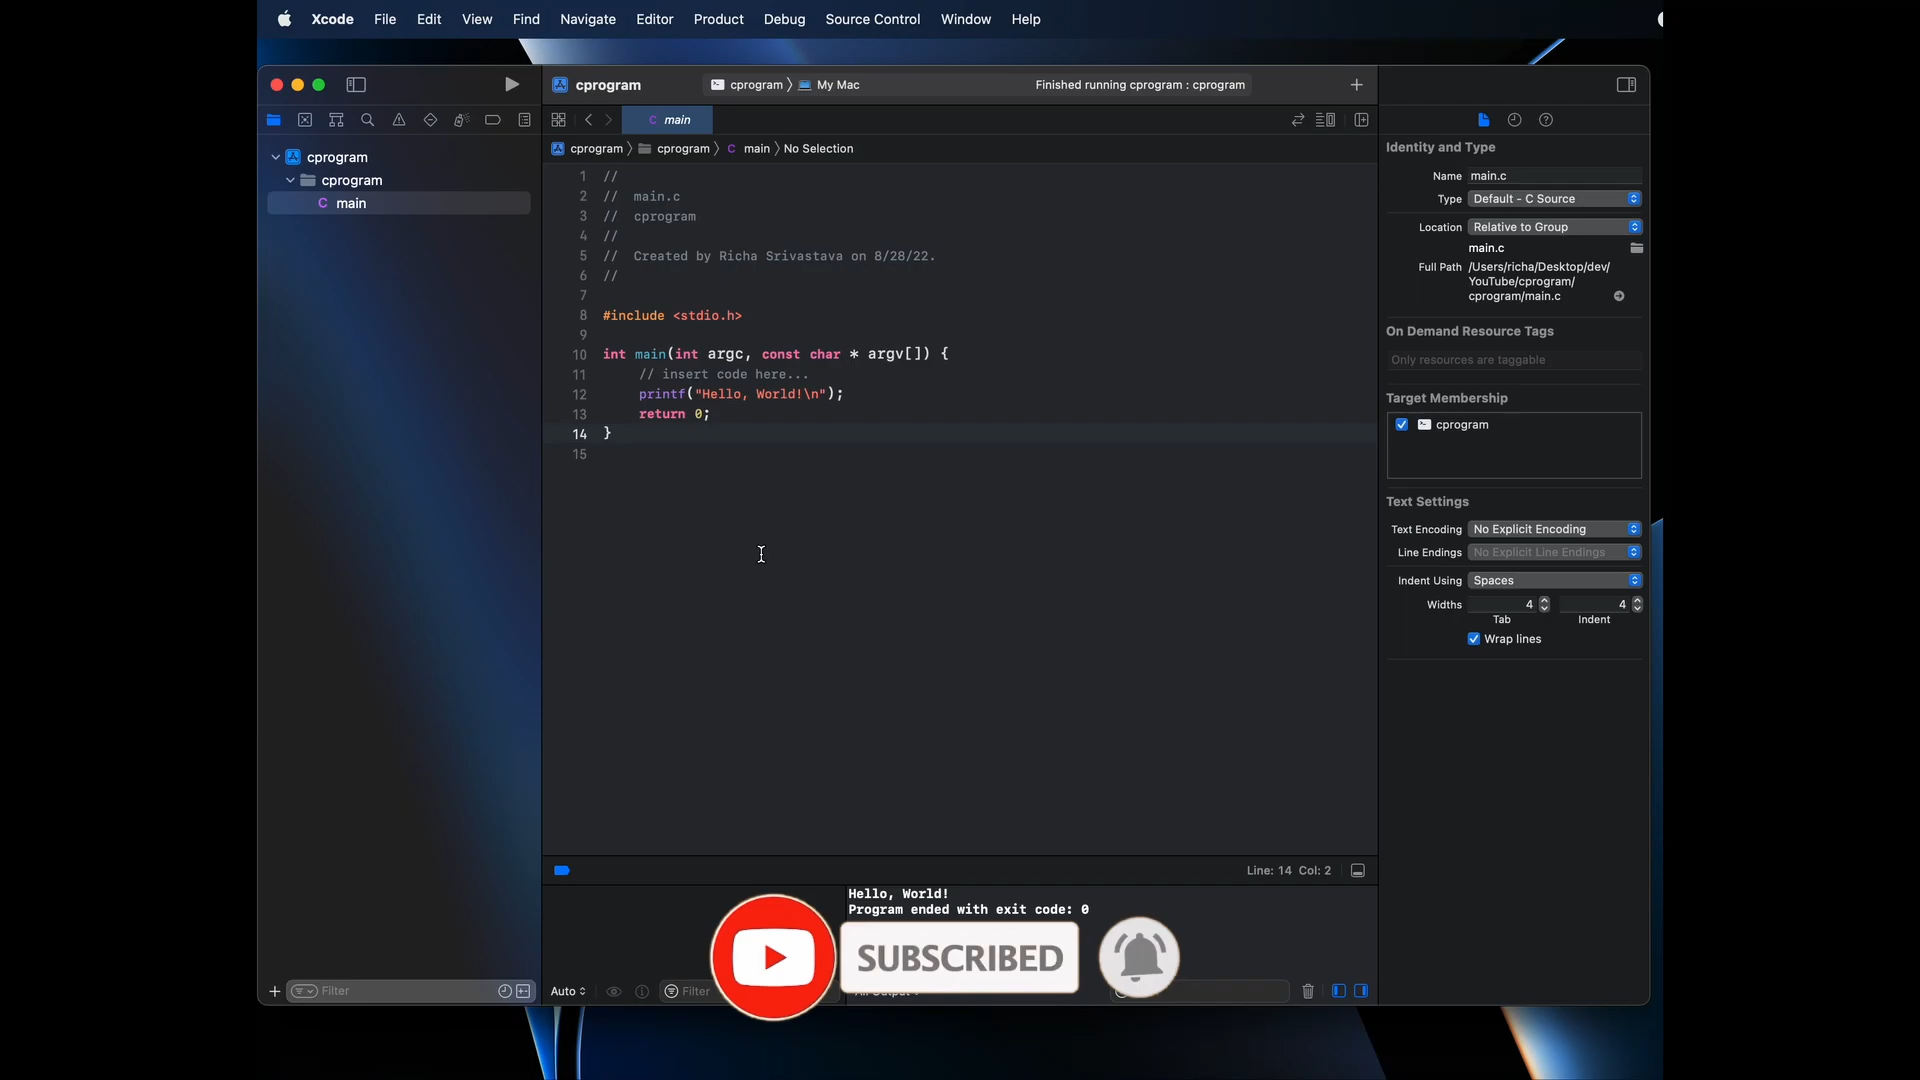 Xcode File Edit View Find Navigate Editor Product Debug Source Control Window Help
cprogram
cprogram My Mac
Finished running cprogram : cprogram
C main
cprogram cprogram C main No Selection
cprogram
cprogram
C main
1 //
2 // main.c
3 // cprogram
4 //
5 // Created by Richa Srivastava on 8/28/22.
6 //
7
8 #include <stdio.h>
9
10 int main(int argc, const char * argv[]) {
11 // insert code here...
12 printf("Hello, World!\n");
13 return 0;
14 }
15
Identity and Type
Name main.c
Type Default - C Source
Location Relative to Group
main.c
Full Path /Users/richa/Desktop/dev/
YouTube/cprogram/
cprogram/main.c
On Demand Resource Tags
Only resources are taggable
Target Membership
cprogram
Text Settings
Text Encoding No Explicit Encoding
Line Endings No Explicit Line Endings
Indent Using Spaces
Widths 4 4
Tab Indent
Wrap lines
Line: 14 Col: 2
Hello, World!
Program ended with exit code: 0
SUBSCRIBED
Filter
Auto
Filter